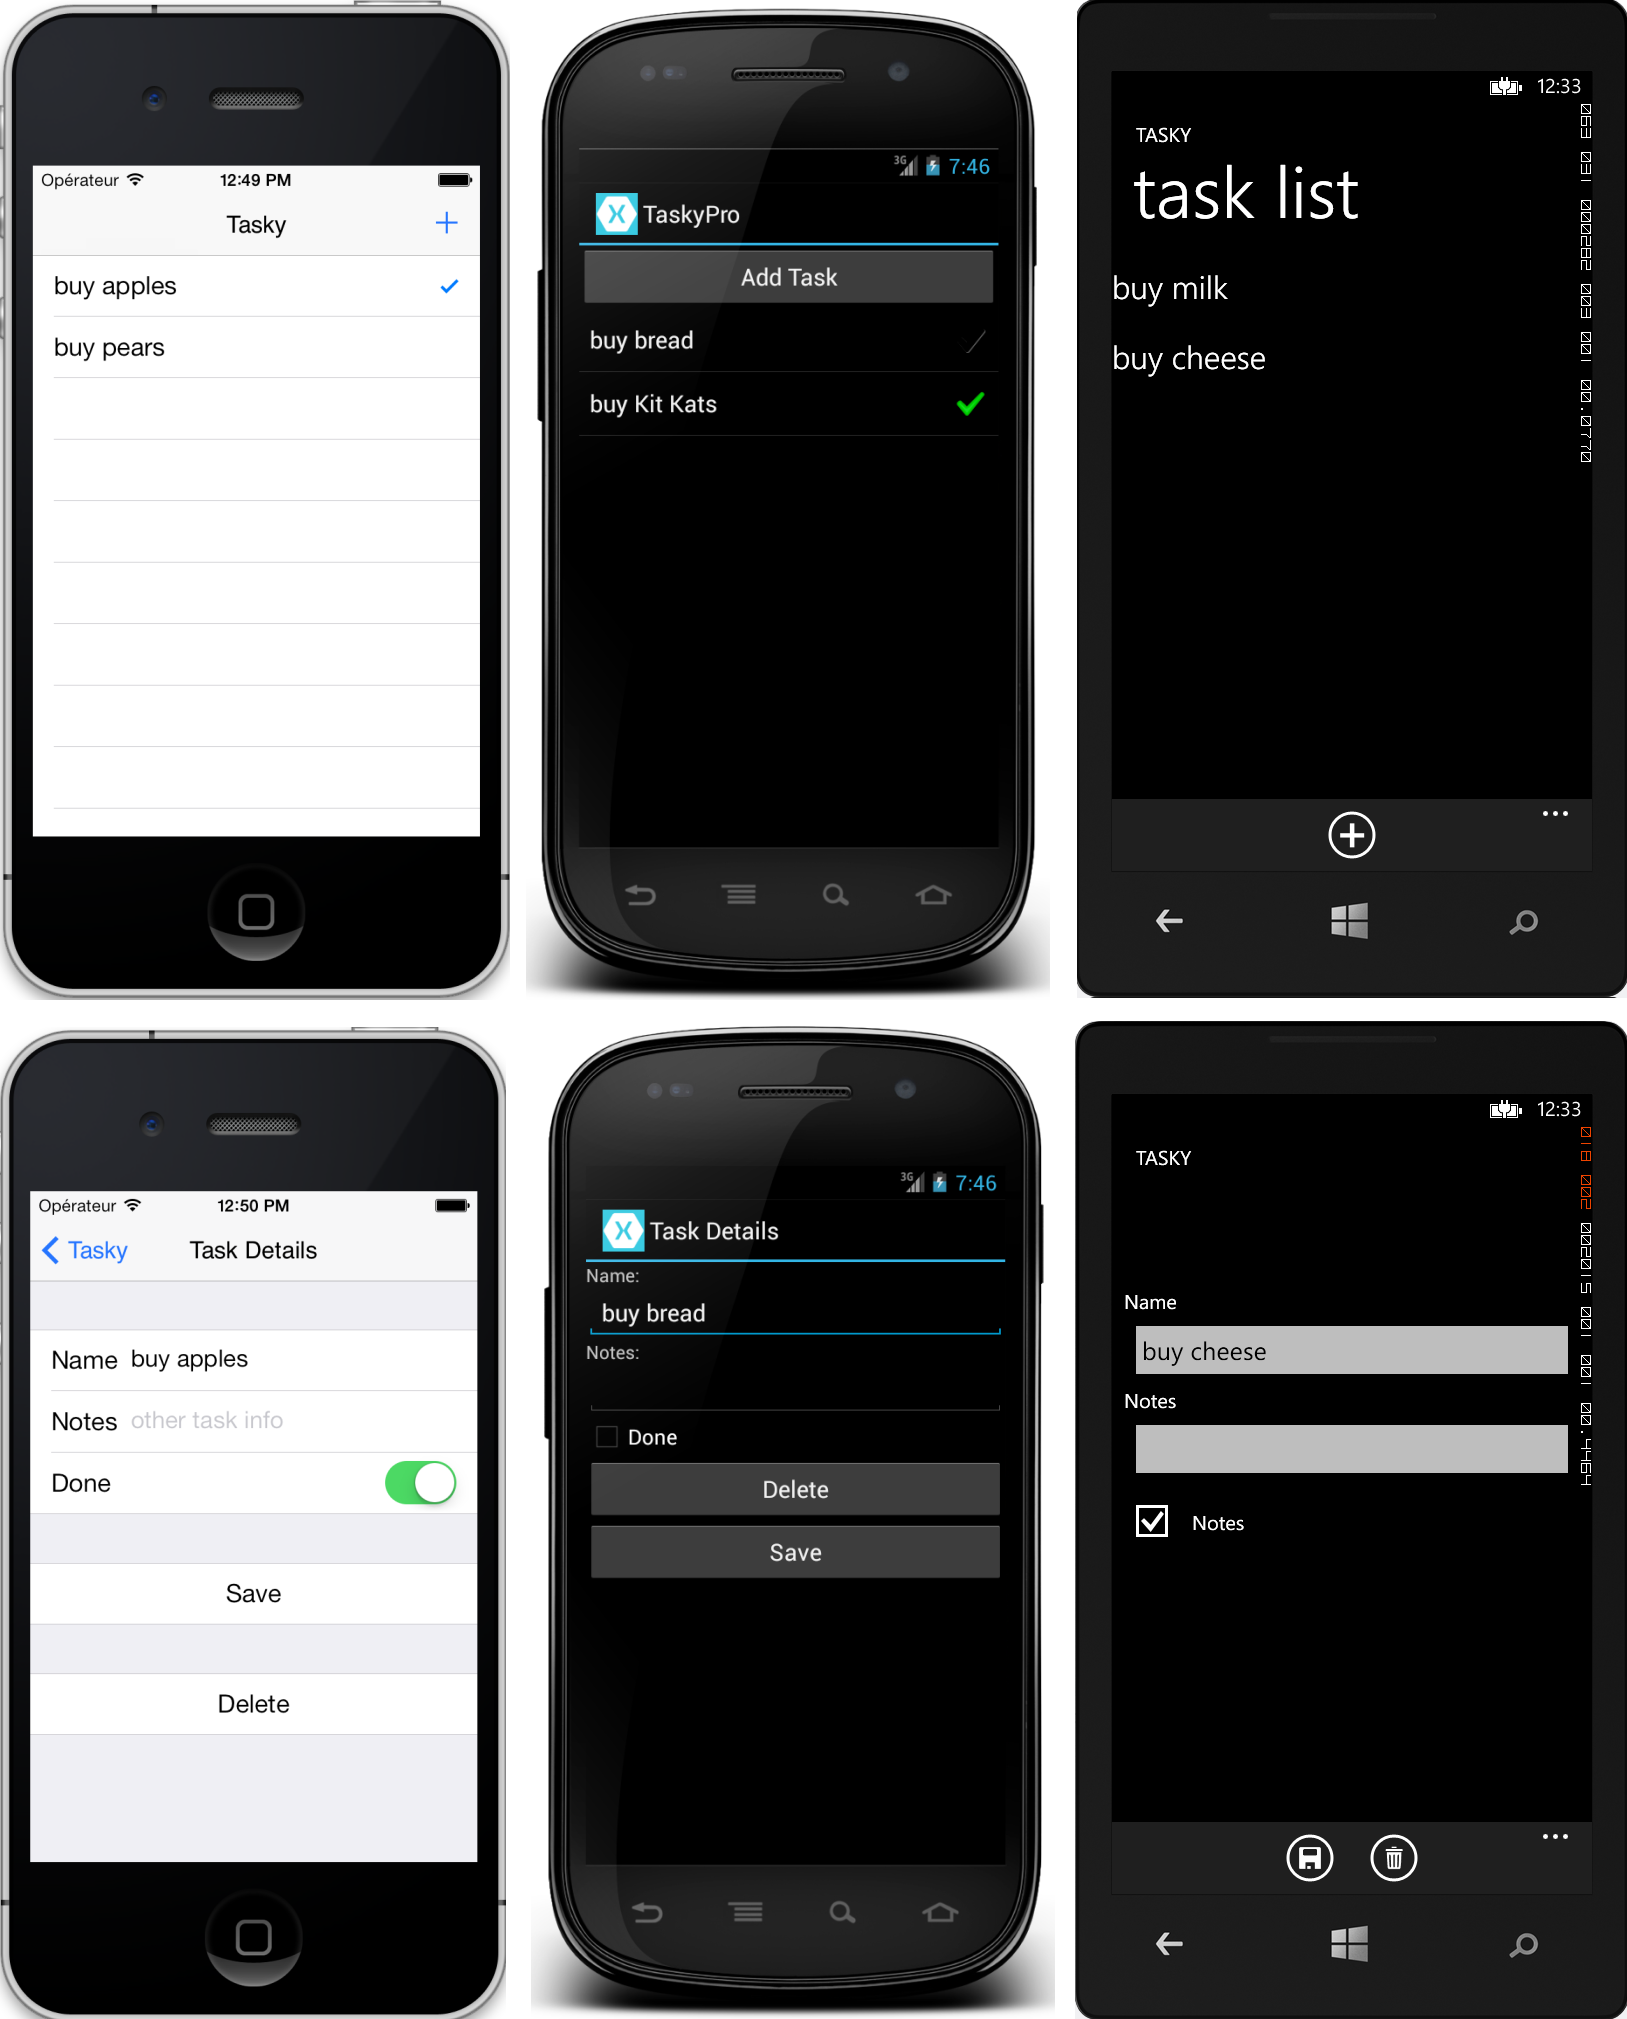 Opérateur 12:49 PM
Tasky +
buy apples
buy pears
3G 7:46
TaskyPro
Add Task
buy bread
buy Kit Kats
12:33
TASKY
task list
buy milk
buy cheese
Opérateur 12:50 PM
Tasky Task Details
Name buy apples
Notes other task info
Done
Save
Delete
3G 7:46
Task Details
Name:
buy bread
Notes:
Done
Delete
Save
12:33
TASKY
Name
buy cheese
Notes
Notes